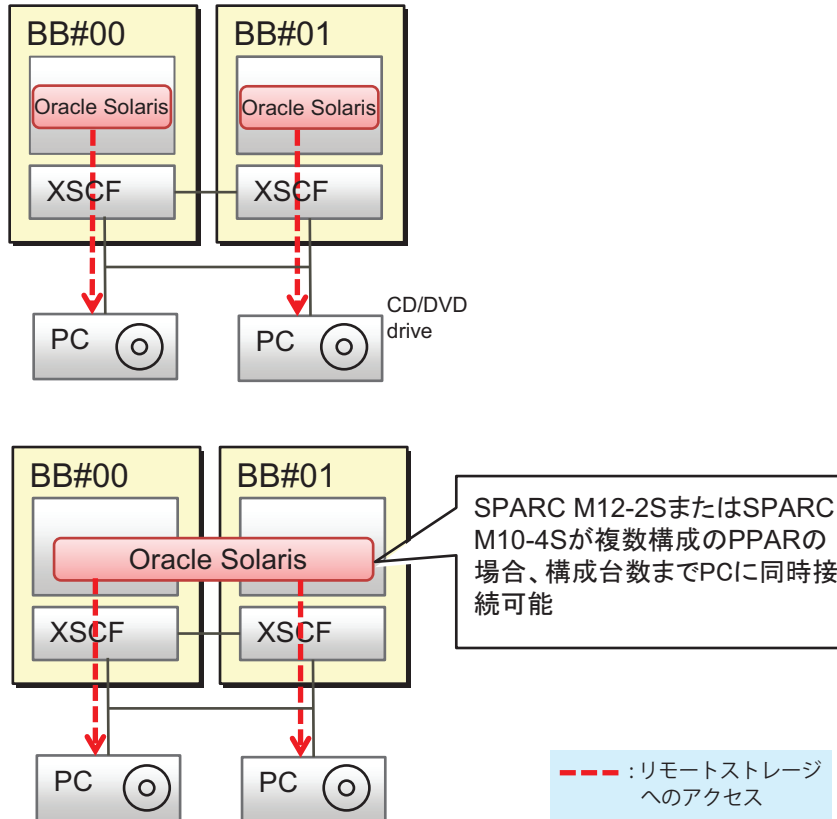 BB#00
BB#01
Oracle Solaris
Oracle Solaris
XSCF
XSCF
PC
PC
CD/DVD
drive
BB#00
BB#01
Oracle Solaris
XSCF
XSCF
PC
PC
SPARC M12-2SまたはSPARC
M10-4Sが複数構成のPPARの
場合、構成台数までPCに同時接
続可能
:リモートストレージ
へのアクセス